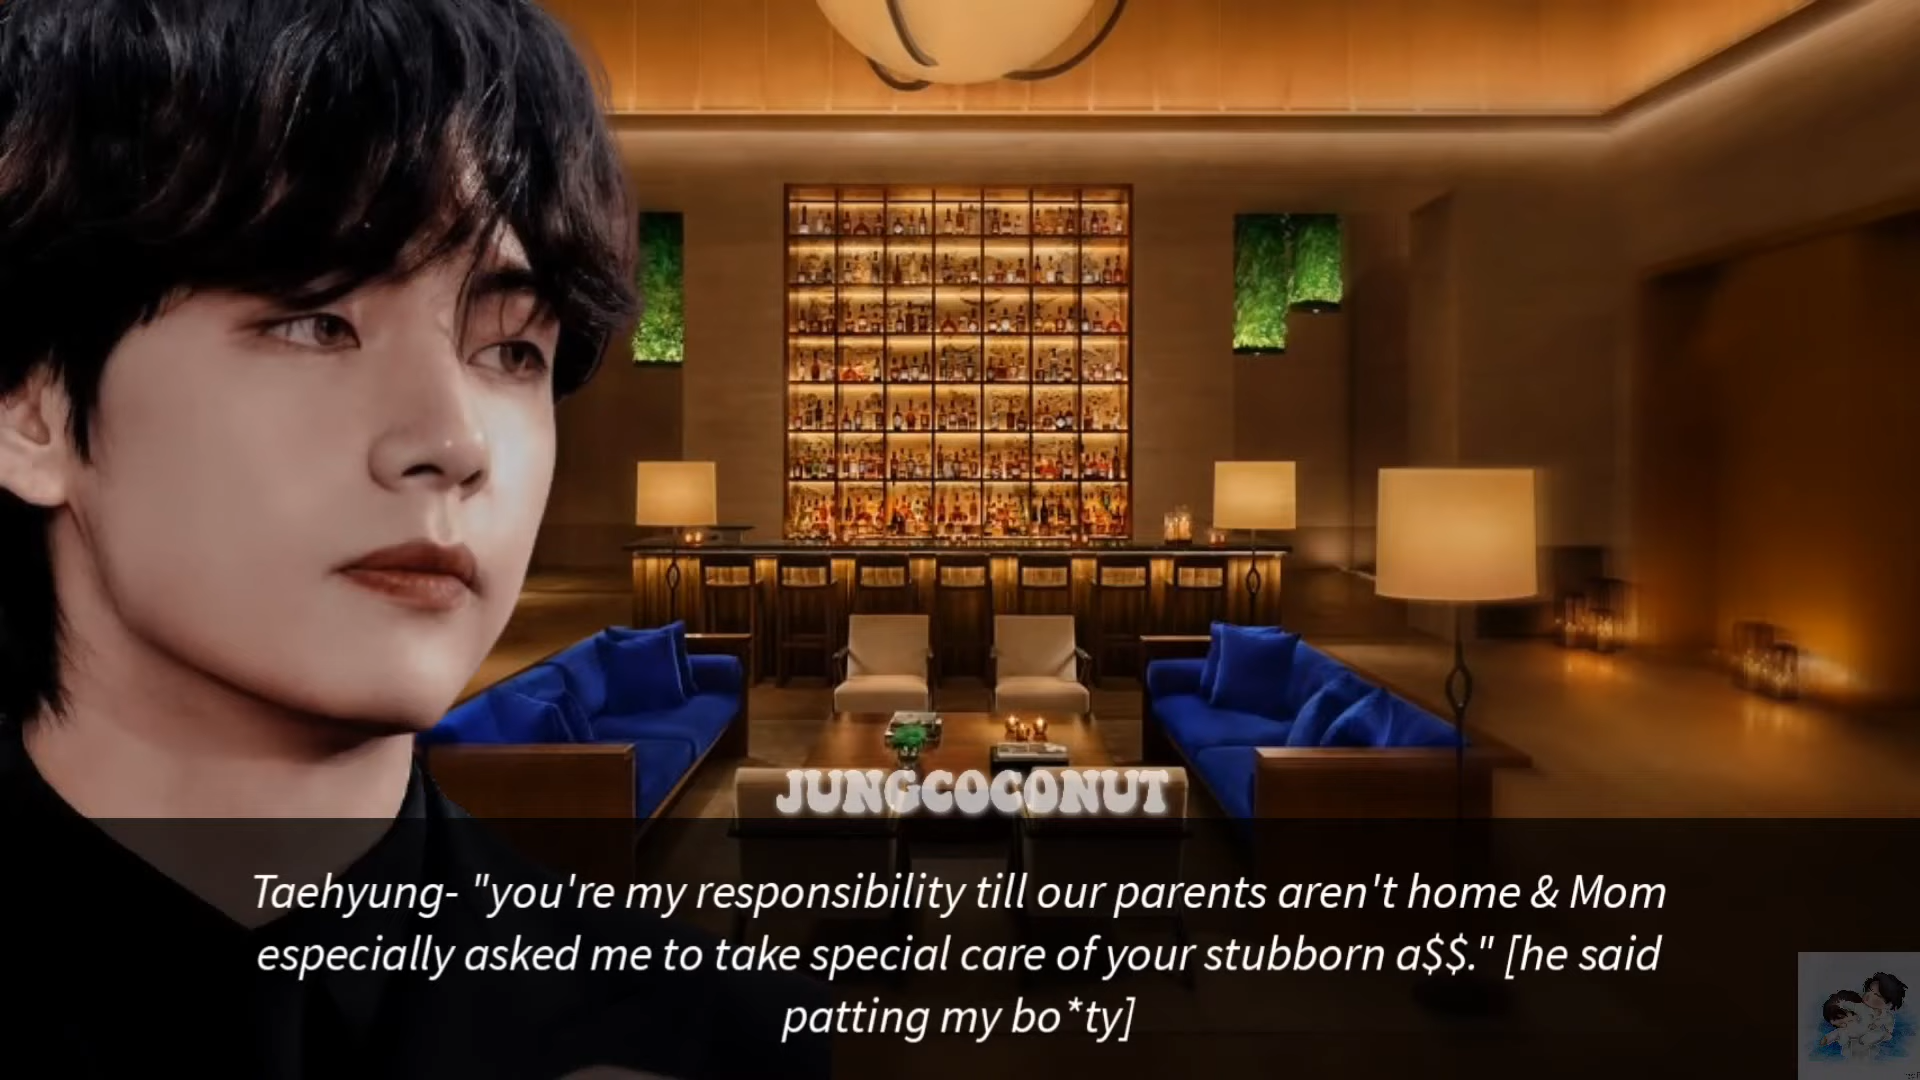 JUNGCOCONUT
Taehyung- "you're my responsibility till our parents aren't home & Mom
especially asked me to take special care of your stubborn a$$." [he said
patting my bo*ty]